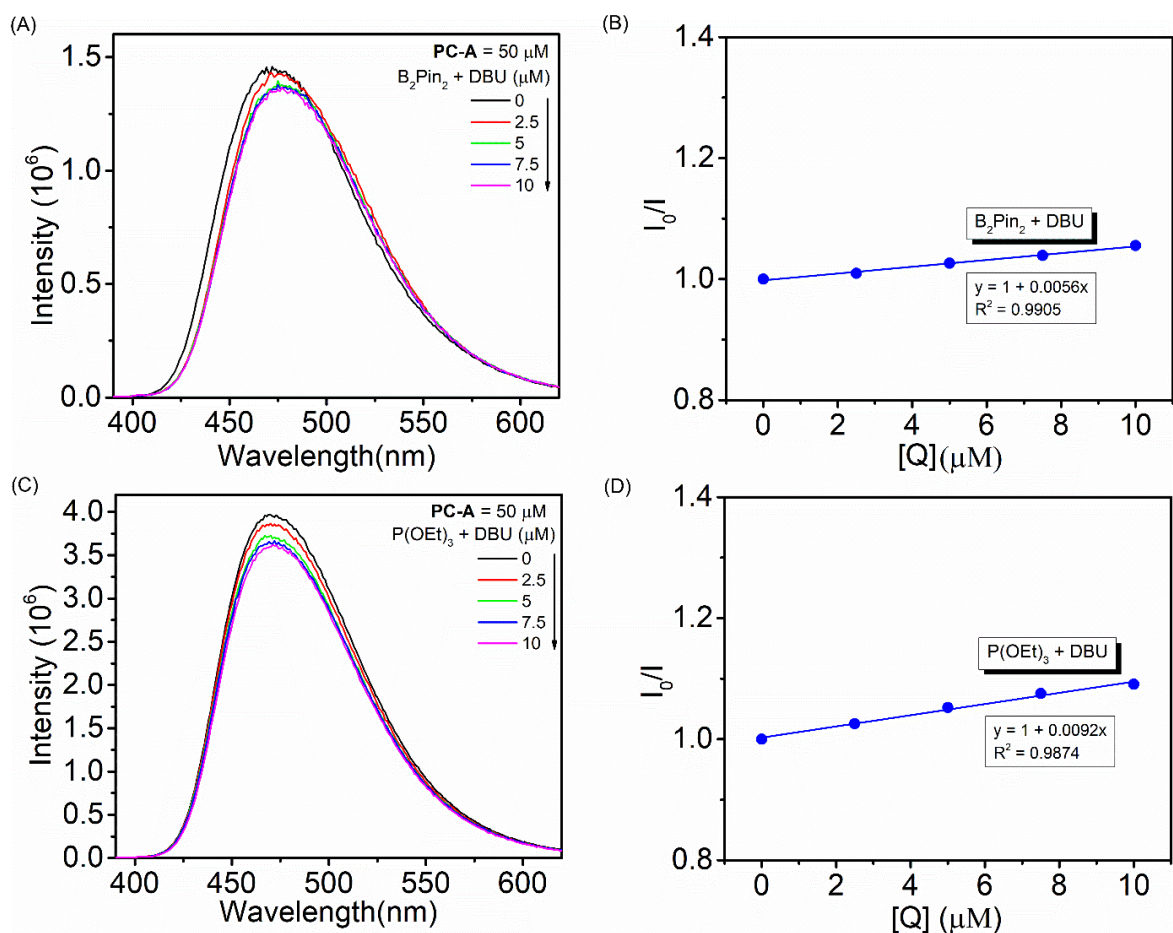 (A)
PC-A = 50 μM
B₂Pin₂ + DBU (μM)
0
2.5
5
7.5
10
1.5
1.0
0.5
0.0
Intensity (10⁶)
400 450 500 550 600
Wavelength(nm)
(B)
1.4
1.2
1.0
0.8
I₀/I
B₂Pin₂ + DBU
y = 1 + 0.0056x
R² = 0.9905
0 2 4 6 8 10
[Q](μM)
(C)
PC-A = 50 μM
P(OEt)₃ + DBU (μM)
0
2.5
5
7.5
10
4.0
3.5
3.0
2.5
2.0
1.5
1.0
0.5
0.0
Intensity (10⁶)
400 450 500 550 600
Wavelength(nm)
(D)
1.4
1.2
1.0
0.8
I₀/I
P(OEt)₃ + DBU
y = 1 + 0.0092x
R² = 0.9874
0 2 4 6 8 10
[Q] (μM)